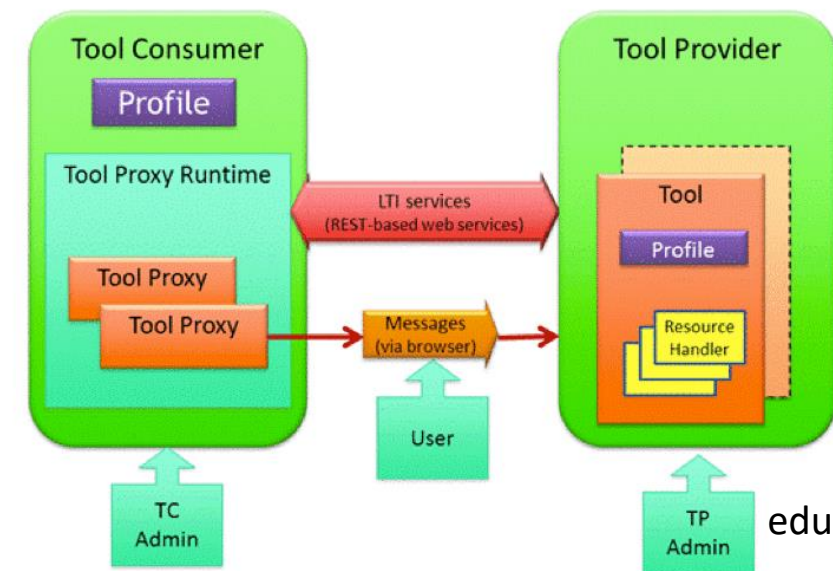 Tool Consumer
Profile
Tool Proxy Runtime
Tool Proxy
Tool Proxy
LTI services
(REST-based web services)
Messages
(via browser)
User
TC
Admin
Tool Provider
Tool
Profile
Resource
Handler
TP
Admin
edu